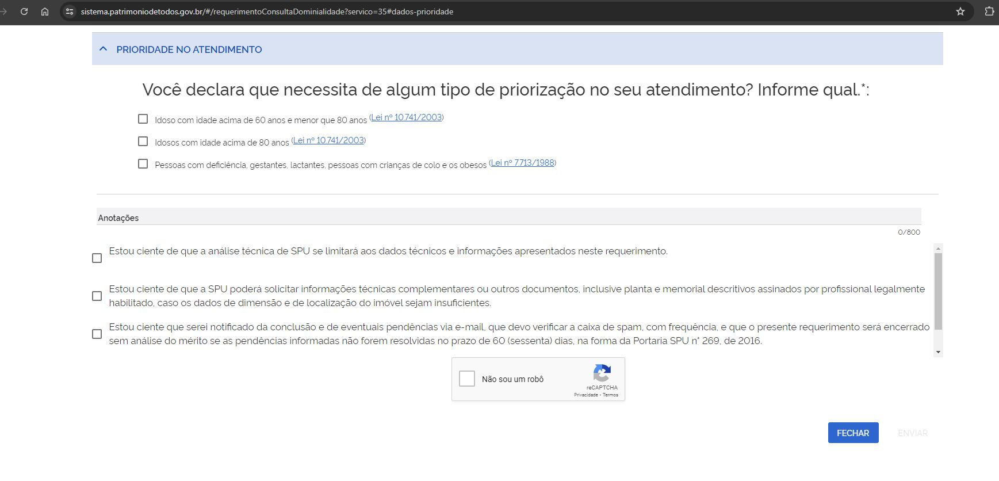 sistema.patrimoniodetodos.gov.br/#/requerimentoConsultaDominialidade?servico=35#dados-prioridade
PRIORIDADE NO ATENDIMENTO
Você declara que necessita de algum tipo de priorização no seu atendimento? Informe qual.*:
Idoso com idade acima de 60 anos e menor que 80 anos (Lei nº 10.741/2003)
Idosos com idade acima de 80 anos (Lei nº 10.741/2003)
Pessoas com deficiência, gestantes, lactantes, pessoas com crianças de colo e os obesos (Lei nº 7.713/1988)
Anotações
0/800
Estou ciente de que a análise técnica de SPU se limitará aos dados técnicos e informações apresentados neste requerimento.
Estou ciente de que a SPU poderá solicitar informações técnicas complementares ou outros documentos, inclusive planta e memorial descritivos assinados por profissional legalmente
habilitado, caso os dados de dimensão e de localização do imóvel sejam insuficientes.
Estou ciente que serei notificado da conclusão e de eventuais pendências via e-mail, que devo verificar a caixa de spam, com frequência, e que o presente requerimento será encerrado
sem análise do mérito se as pendências informadas não forem resolvidas no prazo de 60 (sessenta) dias, na forma da Portaria SPU n° 269, de 2016.
Não sou um robô
reCAPTCHA
Privacidade - Termos
FECHAR
ENVIAR